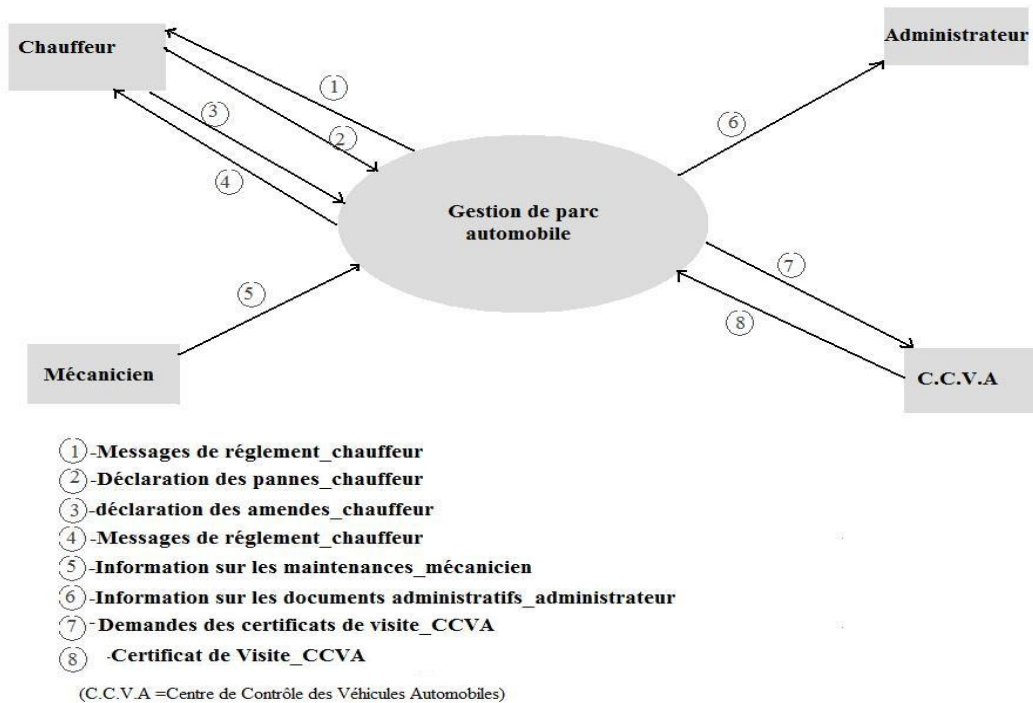 Chauffeur
Administrateur
1
2
3
4
6
Gestion de parc
automobile
5
7
8
Mécanicien
C.C.V.A
1 -Messages de réglement_chauffeur
2 -Déclaration des pannes_chauffeur
3 -déclaration des amendes_chauffeur
4 -Messages de réglement_chauffeur
5 -Information sur les maintenances_mécanicien
6 -Information sur les documents administratifs_administrateur
7 - Demandes des certificats de visite_CCVA
8 -Certificat de Visite_CCVA
(C.C.V.A =Centre de Contrôle des Véhicules Automobiles)